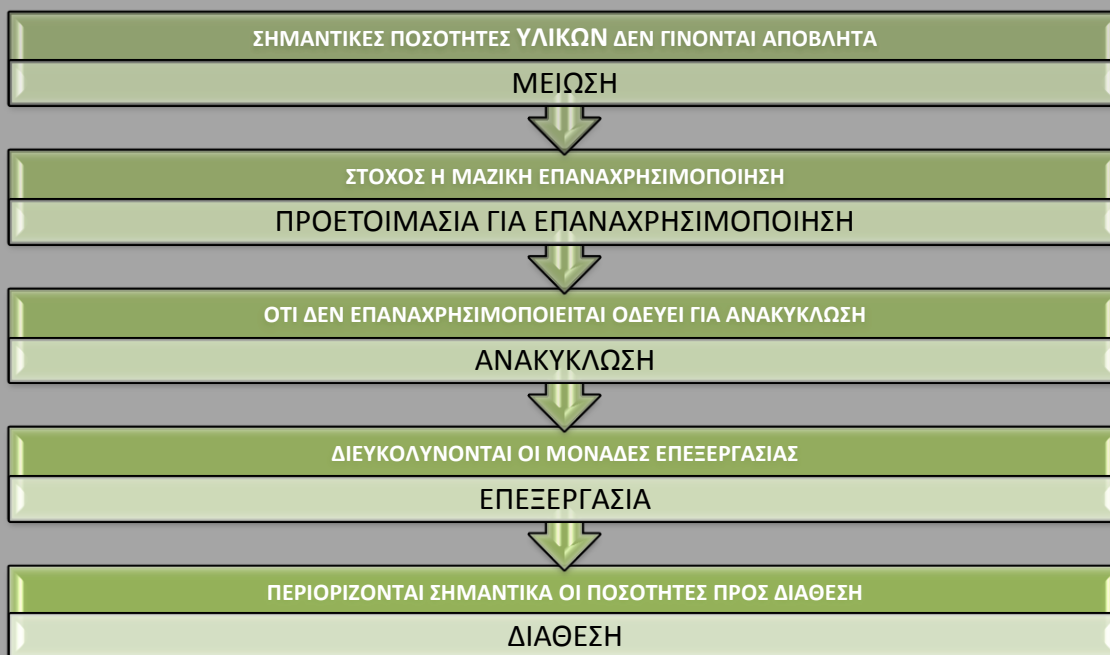 ΣΗΜΑΝΤΙΚΕΣ ΠΟΣΟΤΗΤΕΣ ΥΛΙΚΩΝ ΔΕΝ ΓΙΝΟΝΤΑΙ ΑΠΟΒΛΗΤΑ
ΜΕΙΩΣΗ
ΣΤΟΧΟΣ Η ΜΑΖΙΚΗ ΕΠΑΝΑΧΡΗΣΙΜΟΠΟΙΗΣΗ
ΠΡΟΕΤΟΙΜΑΣΙΑ ΓΙΑ ΕΠΑΝΑΧΡΗΣΙΜΟΠΟΙΗΣΗ
ΟΤΙ ΔΕΝ ΕΠΑΝΑΧΡΗΣΙΜΟΠΟΙΕΙΤΑΙ ΟΔΕΥΕΙ ΓΙΑ ΑΝΑΚΥΚΛΩΣΗ
ΑΝΑΚΥΚΛΩΣΗ
ΔΙΕΥΚΟΛΥΝΟΝΤΑΙ ΟΙ ΜΟΝΑΔΕΣ ΕΠΕΞΕΡΓΑΣΙΑΣ
ΕΠΕΞΕΡΓΑΣΙΑ
ΠΕΡΙΟΡΙΖΟΝΤΑΙ ΣΗΜΑΝΤΙΚΑ ΟΙ ΠΟΣΟΤΗΤΕΣ ΠΡΟΣ ΔΙΑΘΕΣΗ
ΔΙΑΘΕΣΗ